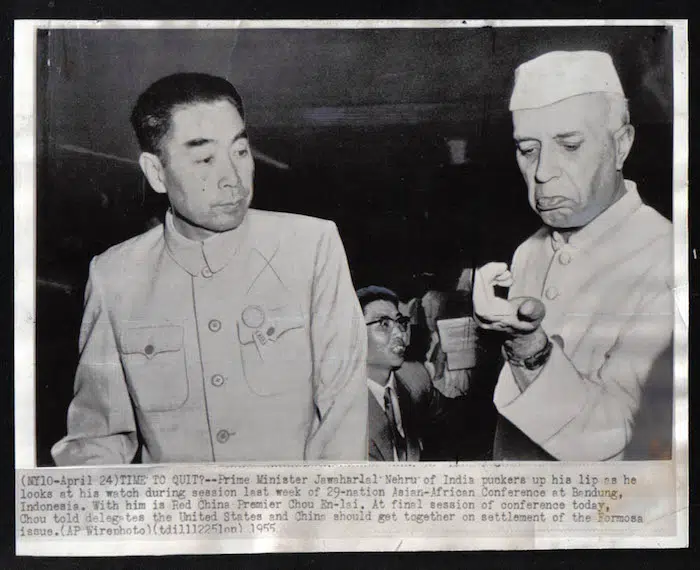 (NY10-April 24)TIME TO QUIT?--Prime Minister Jawaharlal Nehru of India puckers up his lip as he
looks at his watch during session last week of 29-nation Asian-African Conference at Bandung,
Indonesia. With him is Red China Premier Chou En-lai. At final session of conference today,
Chou told delegates the United States and China should get together on settlement of the Formosa
issue.(AP Wirephoto)(tdi1112251on) 1955